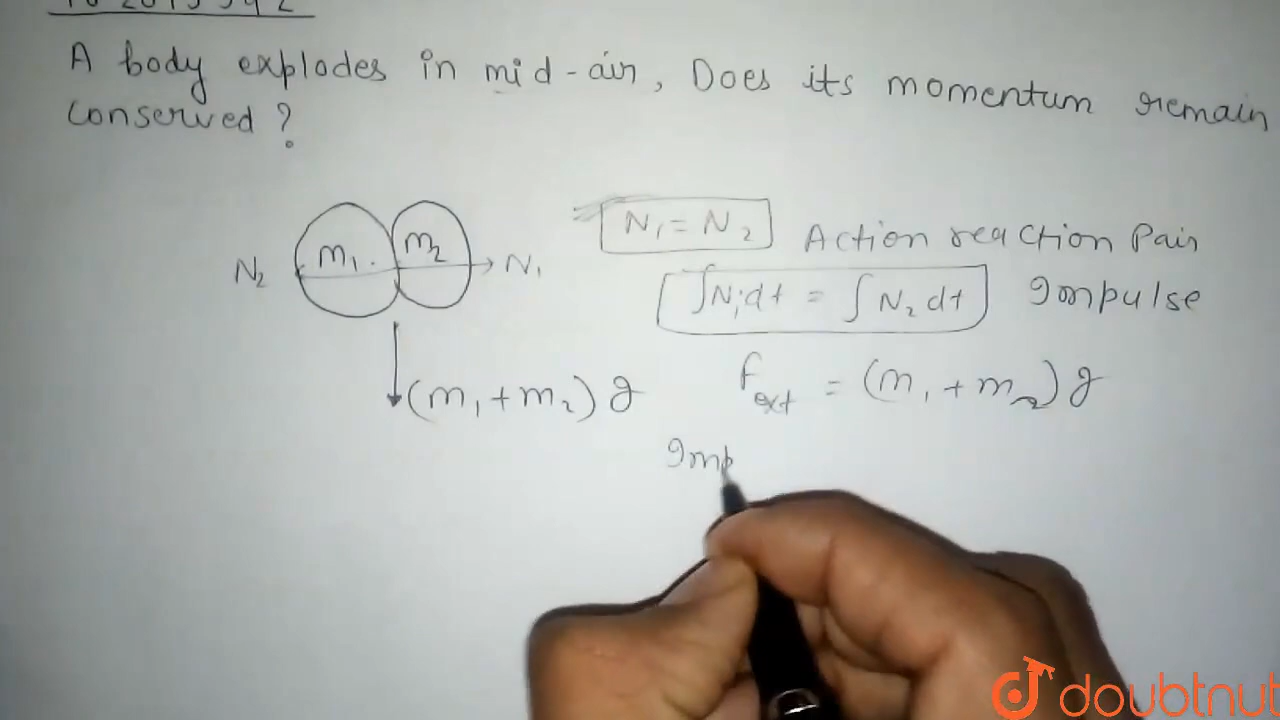 A body explodes in mid-air, Does its momentum remain
conserved?
m₁ m₂
N₂ N₁
N₁ = N₂ Action reaction Pair
∫N₁dt = ∫N₂dt Impulse
(m₁+m₂)g
Fext = (m₁+m₂)g
Imp
doubtnut